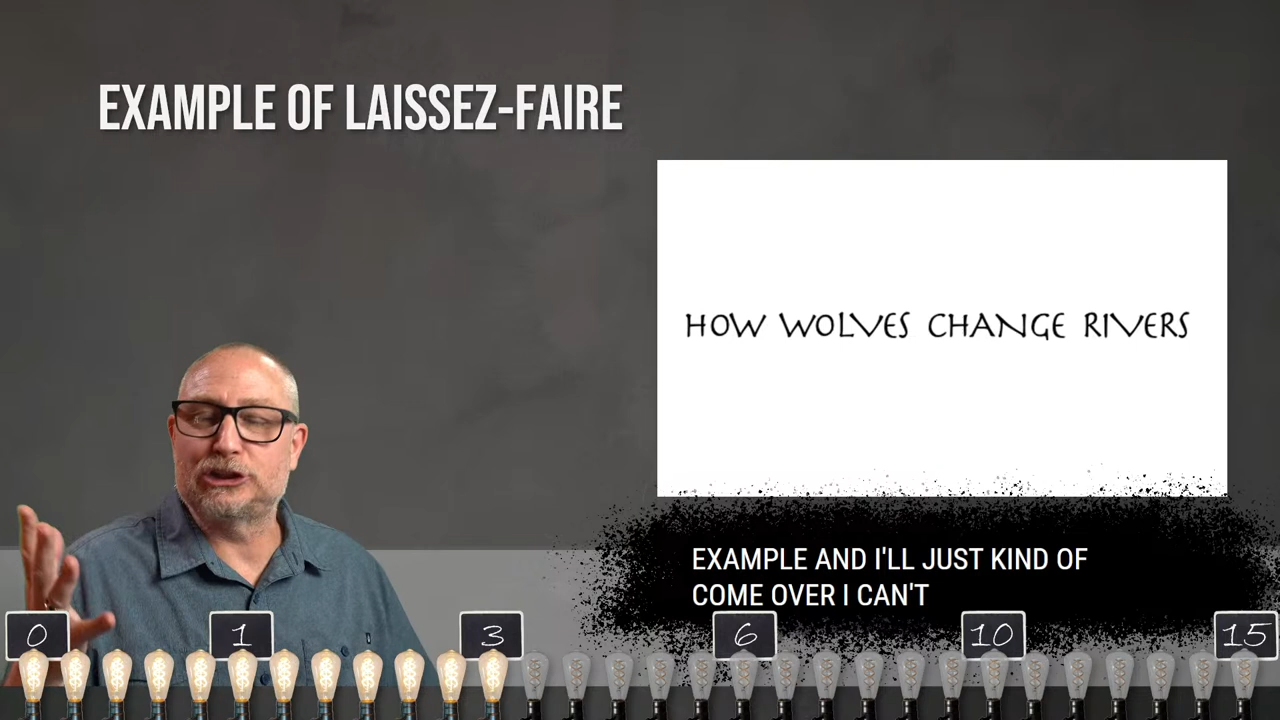 EXAMPLE OF LAISSEZ-FAIRE
HOW WOLVES CHANGE RIVERS
EXAMPLE AND I'LL JUST KIND OF
COME OVER I CAN'T
0 1 3 6 10 15